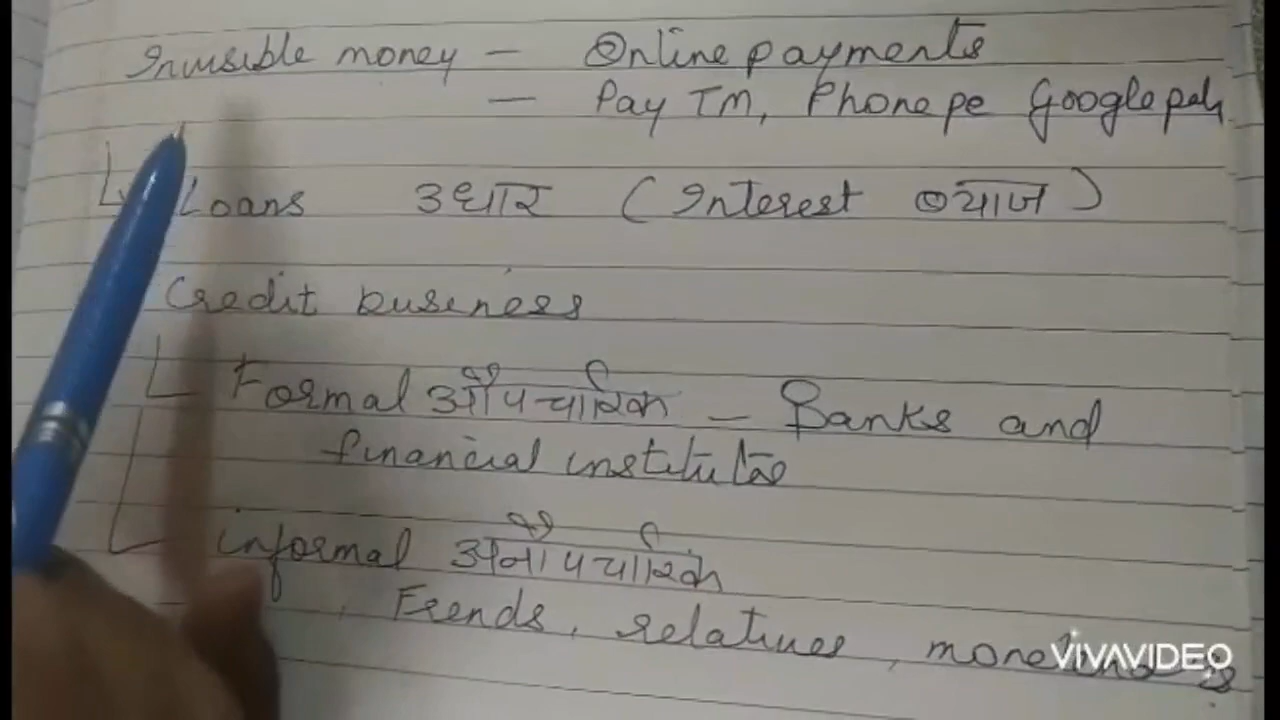 Invisible money - Online payments
- Pay TM, Phone pe Google pay
Loans उधार (Interest ब्याज)
Credit business
Formal औपचारिक - Banks and
financial institutes
informal अनौपचारिक
Frends, relatives,
VIVAVIDEO